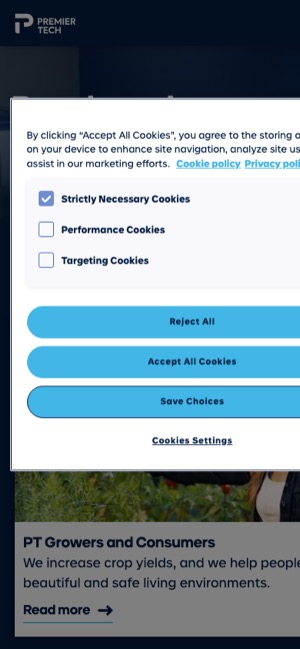 PREMIER
TECH
By clicking “Accept All Cookies”, you agree to the storing o
on your device to enhance site navigation, analyze site us
assist in our marketing efforts. Cookie policy Privacy poli
Strictly Necessary Cookies
Performance Cookies
Targeting Cookies
Reject All
Accept All Cookies
Save Choices
Cookies Settings
PT Growers and Consumers
We increase crop yields, and we help people
beautiful and safe living environments.
Read more